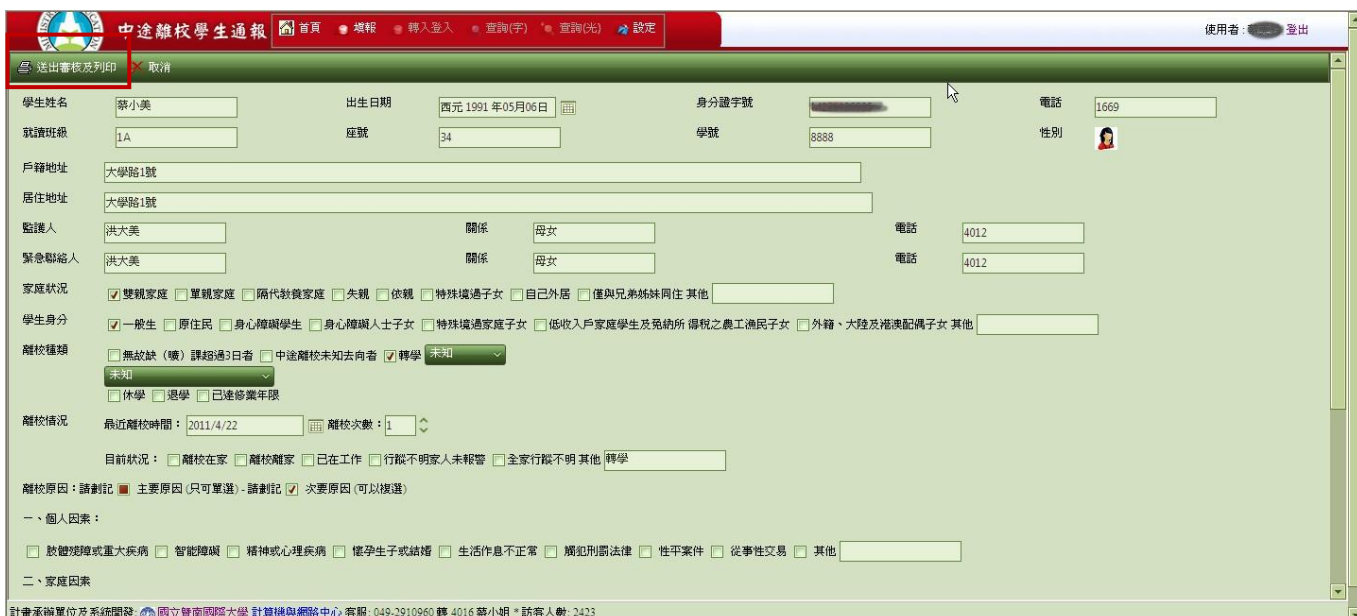 中途離校學生通報 首頁 填報 轉入登入 查詢(字) 查詢(光) 設定 使用者: 登出
送出審核及列印 取消
學生姓名 蔡小美 出生日期 西元 1991 年05月06日 身分證字號 電話 1669
就讀班級 1A 座號 34 學號 8888 性別
戶籍地址 大學路1號
居住地址 大學路1號
監護人 洪大美 關係 母女 電話 4012
緊急聯絡人 洪大美 關係 母女 電話 4012
家庭狀況 雙親家庭 單親家庭 隔代教養家庭 失親 依親 特殊境遇子女 自己外居 僅與兄弟姊妹同住 其他
學生身分 一般生 原住民 身心障礙學生 身心障礙人士子女 特殊境遇家庭子女 低收入戶家庭學生及免納所 得稅之農工漁民子女 外籍、大陸及港澳配偶子女 其他
離校種類 無故缺(曠)課超過3日者 中途離校未知去向者 轉學 未知
未知
休學 退學 已達修業年限
離校情況 最近離校時間: 2011/4/22 離校次數: 1
目前狀況: 離校在家 離校離家 已在工作 行蹤不明家人未報警 全家行蹤不明 其他 轉學
離校原因:請劃記 主要原因(只可單選)-請劃記 次要原因(可以複選)
一、個人因素:
肢體殘障或重大疾病 智能障礙 精神或心理疾病 懷孕生子或結婚 生活作息不正常 觸犯刑罰法律 性平案件 從事性交易 其他
二、家庭因素
計畫承辦單位及系統開發: 國立暨南國際大學 計算機與網路中心 客服: 049-2910960 轉 4016 蔡小姐 * 訪客人數: 2423